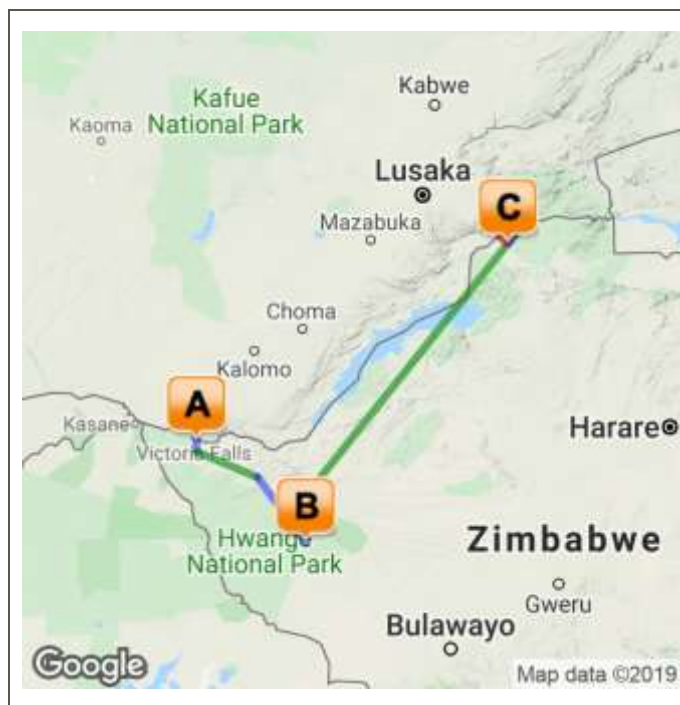 Kafue
National Park
Kabwe
Kaoma
Lusaka
C
Mazabuka
Choma
Kalomo
A
Kasane
Victoria Falls
Harare
B
Hwange
National Park
Zimbabwe
Gweru
Bulawayo
Google
Map data ©2019